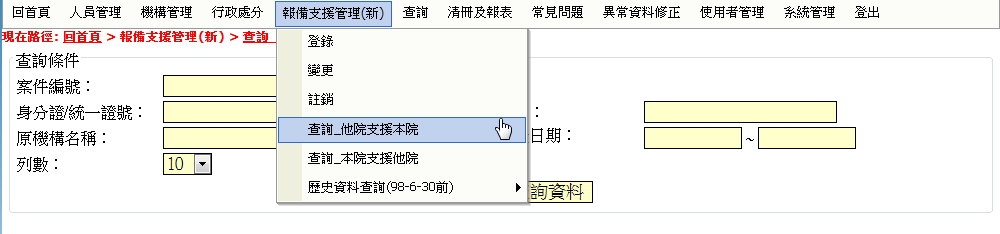 回首頁 人員管理 機構管理 行政處分 報備支援管理(新) 查詢 清冊及報表 常見問題 異常資料修正 使用者管理 系統管理 登出
現在路徑: 回首頁 > 報備支援管理(新) > 查詢_
查詢條件
案件編號：
身分證/統一證號：
原機構名稱：
列數：
10
登錄
變更
註銷
查詢_他院支援本院
查詢_本院支援他院
歷史資料查詢(98-6-30前)
：
日期：
~
詢資料